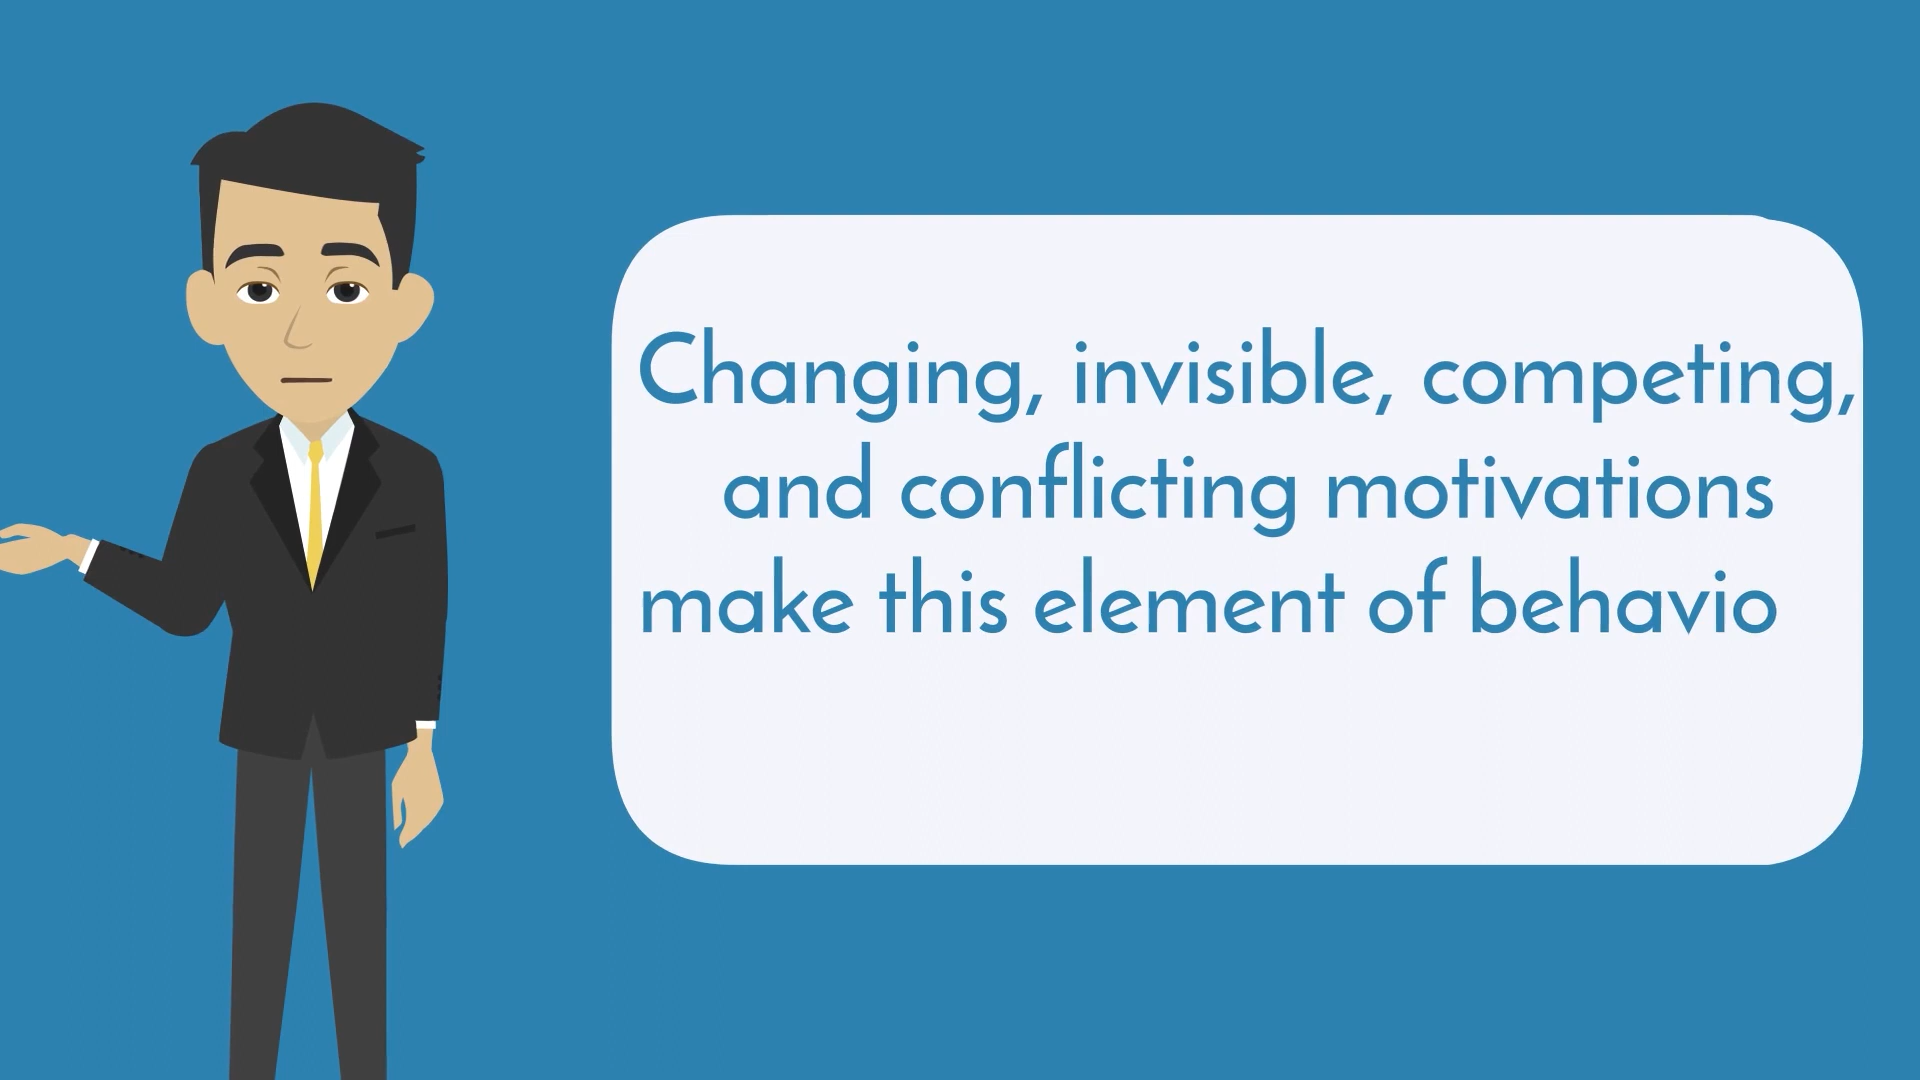 Changing, invisible, competing,
and conflicting motivations
make this element of behavio